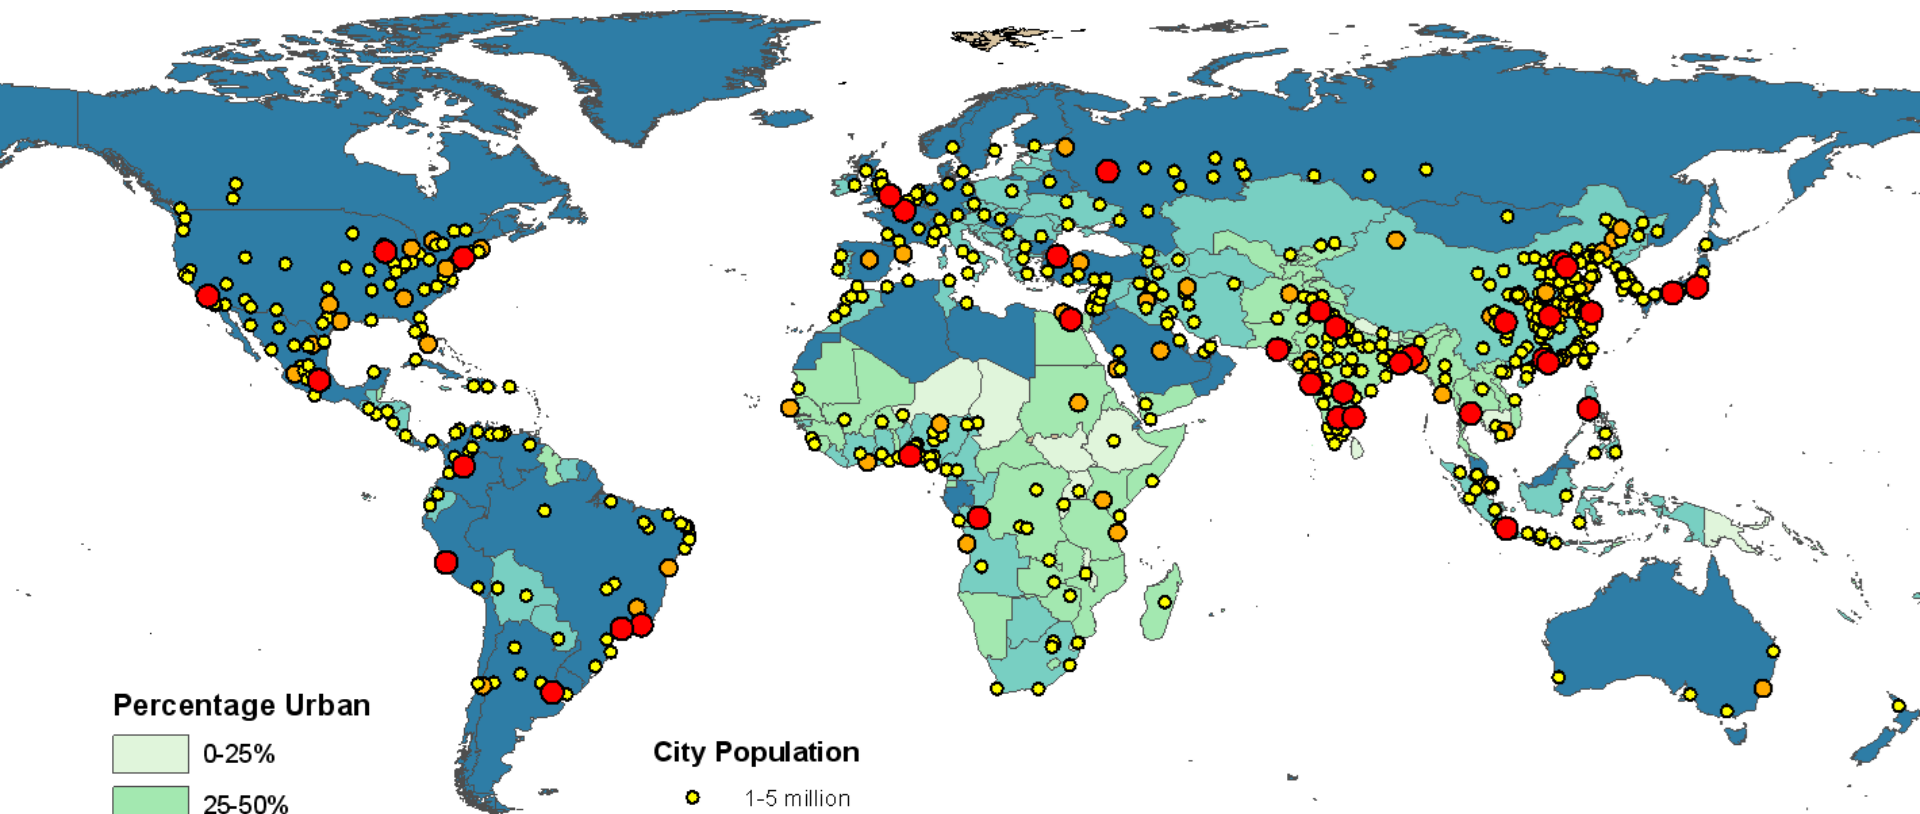 Percentage Urban
0-25%
25-50%
City Population
1-5 million